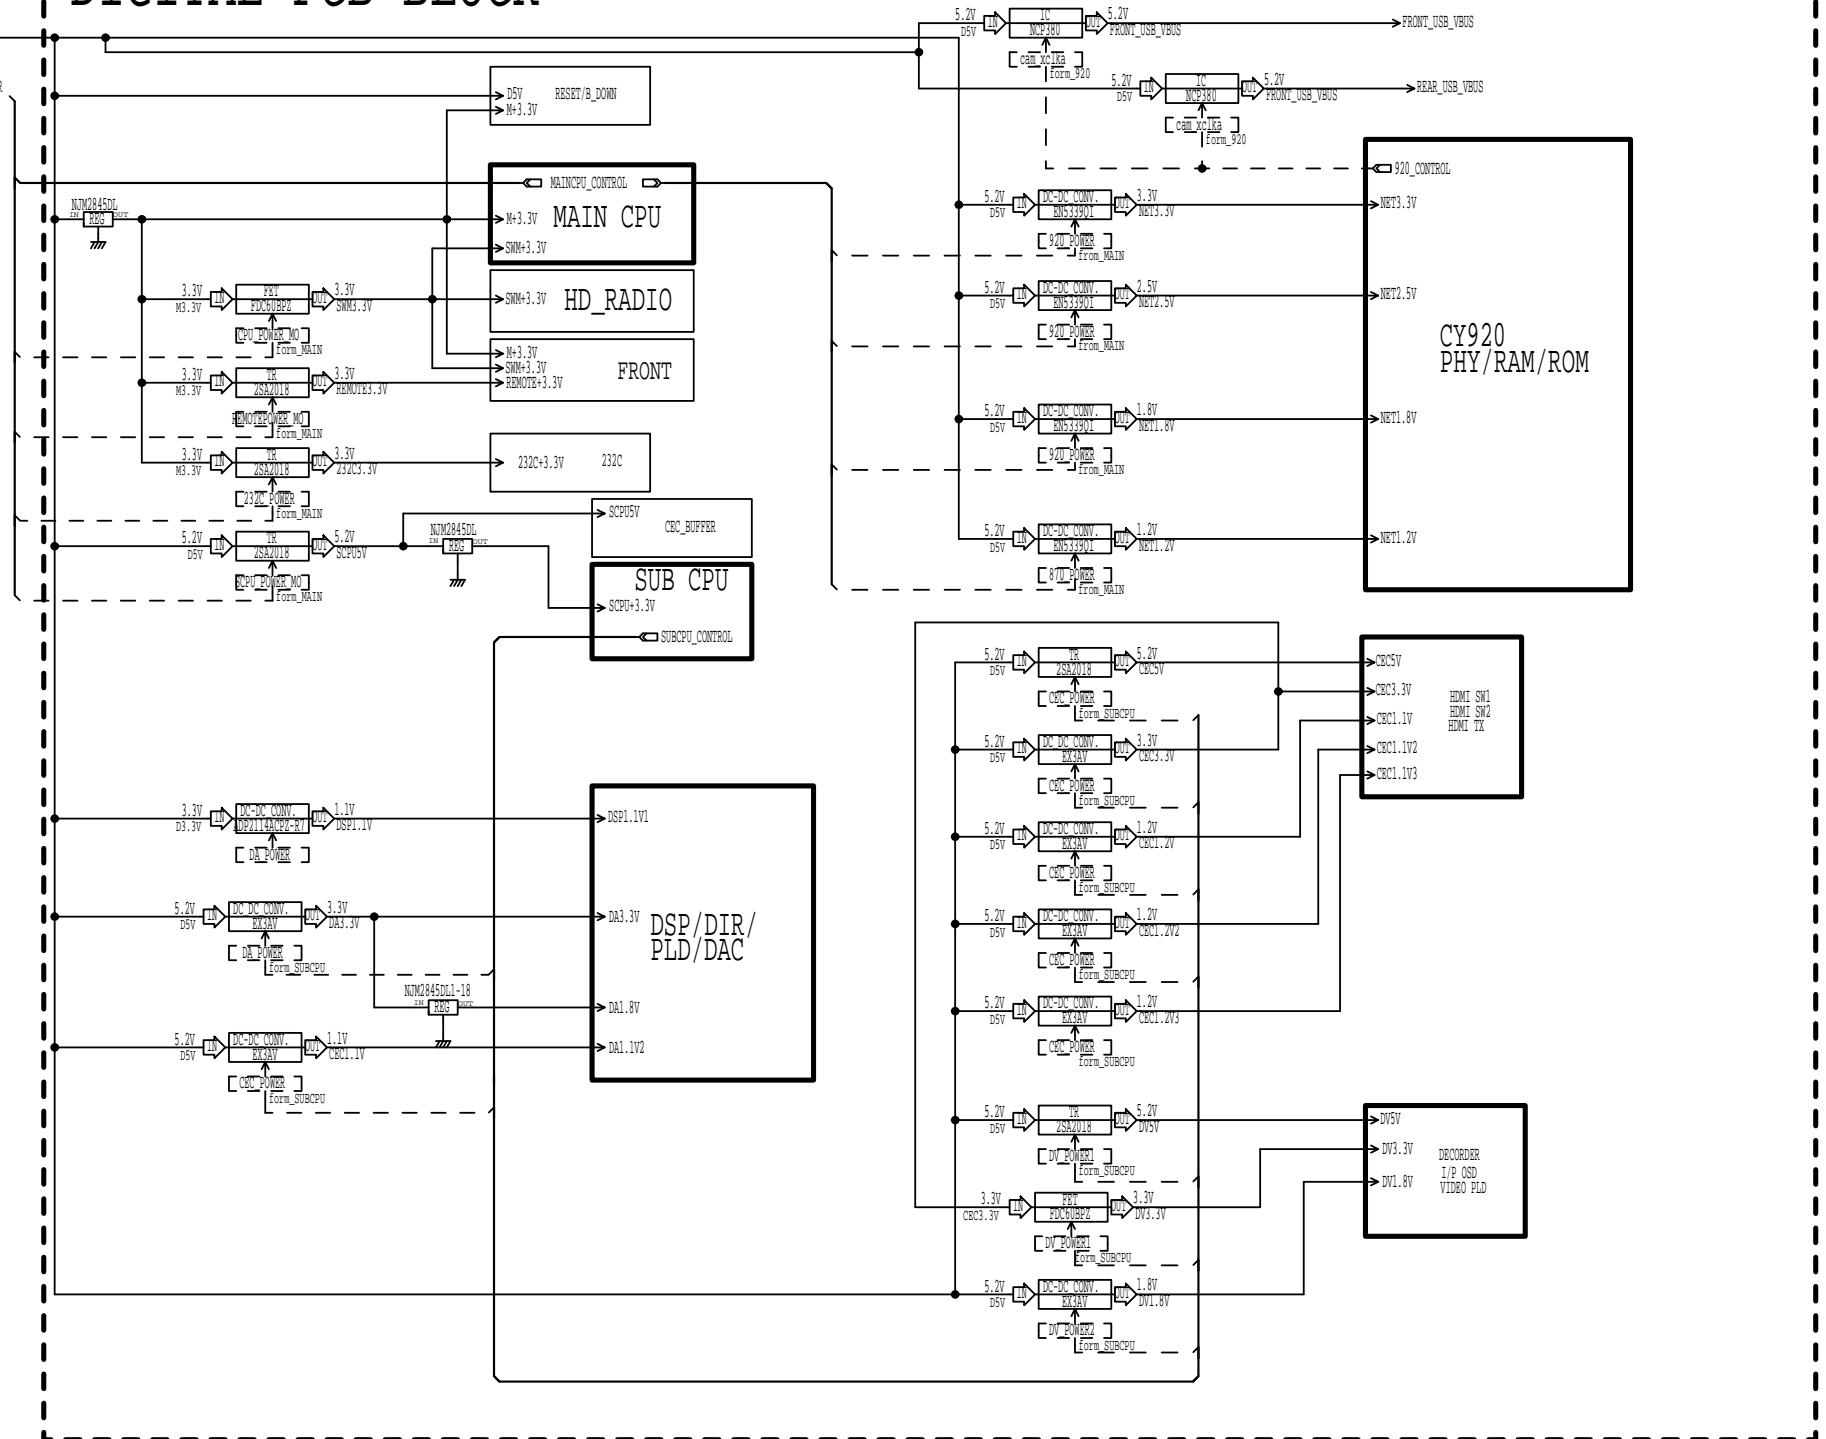 5.2V
D5V
IN
IC
NCP380
OUT
5.2V
FRONT_USB_VBUS
FRONT_USB_VBUS
cam_xclka
form_920
5.2V
D5V
IN
IC
NCP380
OUT
5.2V
FRONT_USB_VBUS
REAR_USB_VBUS
cam_xclka
form_920
D5V
M+3.3V
RESET/B_DOWN
MAINCPU_CONTROL
MAIN CPU
M+3.3V
SWM+3.3V
NJM2845DL
IN
REG
OUT
3.3V
M3.3V
IN
FET
FDC60BPZ
OUT
3.3V
SWM3.3V
CPU_POWER_MO
form_MAIN
SWM+3.3V
HD_RADIO
M+3.3V
SWM+3.3V
REMOTE+3.3V
FRONT
3.3V
M3.3V
IN
TR
2SA2018
OUT
3.3V
REMOTE3.3V
REMOTEPOWER_MO
form_MAIN
3.3V
M3.3V
IN
TR
2SA2018
OUT
3.3V
232C3.3V
232C_POWER
form_MAIN
232C+3.3V
232C
5.2V
D5V
IN
TR
2SA2018
OUT
5.2V
SCPU5V
SCPU_POWER_MO
form_MAIN
NJM2845DL
IN
REG
OUT
SCPU5V
CEC_BUFFER
SUB CPU
SCPU+3.3V
SUBCPU_CONTROL
920_CONTROL
5.2V
D5V
IN
DC-DC CONV.
EN5339QI
OUT
3.3V
NET3.3V
920_POWER
from_MAIN
NET3.3V
5.2V
D5V
IN
DC-DC CONV.
EN5339QI
OUT
2.5V
NET2.5V
920_POWER
from_MAIN
NET2.5V
CY920
PHY/RAM/ROM
5.2V
D5V
IN
DC-DC CONV.
EN5339QI
OUT
1.8V
NET1.8V
920_POWER
from_MAIN
NET1.8V
5.2V
D5V
IN
DC-DC CONV.
EN5339QI
OUT
1.2V
NET1.2V
870_POWER
from_MAIN
NET1.2V
5.2V
D5V
IN
TR
2SA2018
OUT
5.2V
CEC5V
CEC_POWER
form_SUBCPU
CEC5V
CEC3.3V
CEC1.1V
CEC1.1V2
CEC1.1V3
HDMI SW1
HDMI SW2
HDMI TX
5.2V
D5V
IN
DC_DC CONV.
EX3AV
OUT
3.3V
CEC3.3V
CEC_POWER
form_SUBCPU
5.2V
D5V
IN
DC-DC CONV.
EX3AV
OUT
1.2V
CEC1.2V
CEC_POWER
form_SUBCPU
5.2V
D5V
IN
DC-DC CONV.
EX3AV
OUT
1.2V
CEC1.2V2
CEC_POWER
form_SUBCPU
5.2V
D5V
IN
DC-DC CONV.
EX3AV
OUT
1.2V
CEC1.2V3
CEC_POWER
form_SUBCPU
3.3V
D3.3V
IN
DC-DC CONV.
ADP2114ACPZ-R7
OUT
1.1V
DSP1.1V
DA_POWER
5.2V
D5V
IN
DC_DC CONV.
EX3AV
OUT
3.3V
DA3.3V
DA_POWER
form_SUBCPU
NJM2845DL1-18
IN
REG
OUT
5.2V
D5V
IN
DC-DC CONV.
EX3AV
OUT
1.1V
CEC1.1V
CEC_POWER
form_SUBCPU
DSP1.1V1
DA3.3V
DSP/DIR/
PLD/DAC
DA1.8V
DA1.1V2
5.2V
D5V
IN
TR
2SA2018
OUT
5.2V
DV5V
DV_POWER1
form_SUBCPU
3.3V
CEC3.3V
IN
FET
FDC60BPZ
OUT
3.3V
DV3.3V
DV_POWER1
form_SUBCPU
5.2V
D5V
IN
DC-DC CONV.
EX3AV
OUT
1.8V
DV1.8V
DV_POWER2
form_SUBCPU
DV5V
DV3.3V
DV1.8V
DECORDER
I/P OSD
VIDEO PLD